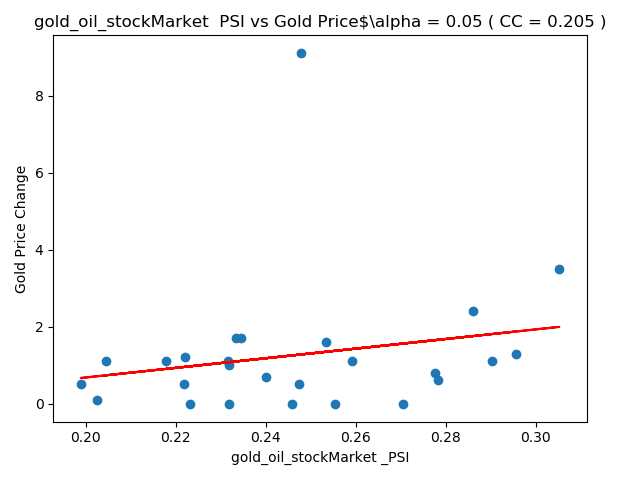 gold_oil_stockMarket  PSI vs Gold Price$\alpha = 0.05 ( CC = 0.205 )
8
6
4
2
0
Gold Price Change
0.20 0.22 0.24 0.26 0.28 0.30
gold_oil_stockMarket _PSI